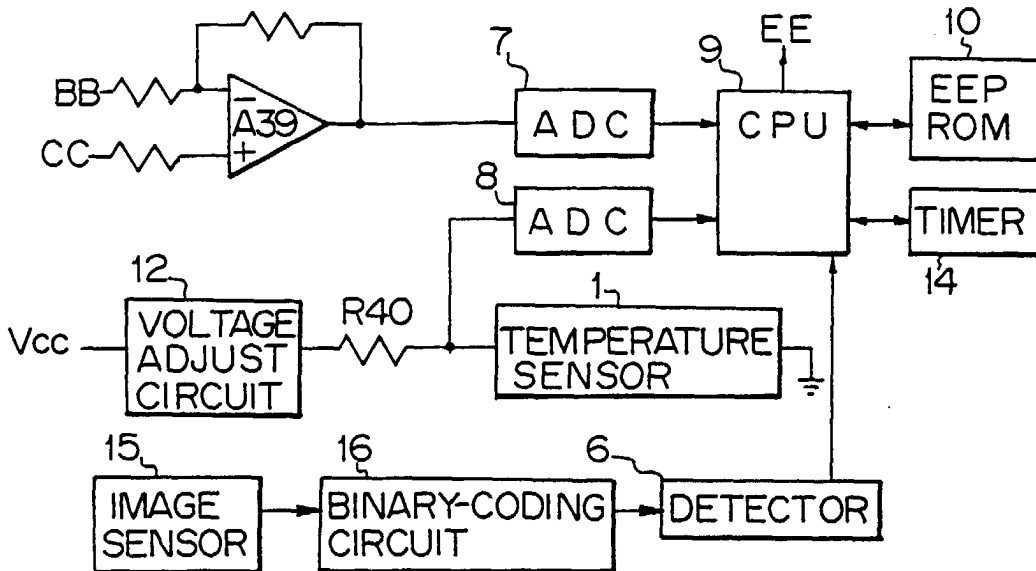 7
9
EE
10
BB
−
A39
+
CC
ADC
CPU
EEP
ROM
8
ADC
TIMER
14
12
R40
1
Vcc
VOLTAGE
ADJUST
CIRCUIT
TEMPERATURE
SENSOR
15
16
6
IMAGE
SENSOR
BINARY-CODING
CIRCUIT
DETECTOR